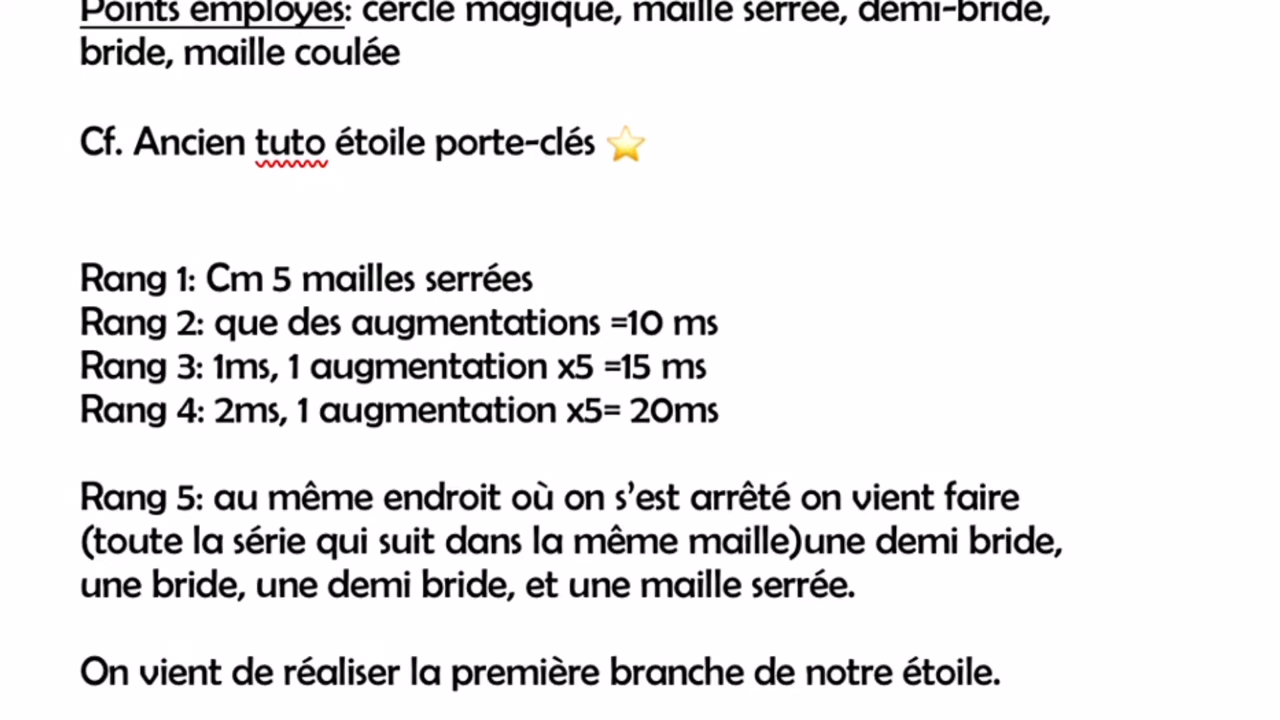 Points employés: cercle magique, maille serrée, demi-bride,
bride, maille coulée
Cf. Ancien tuto étoile porte-clés ⭐
Rang 1: Cm 5 mailles serrées
Rang 2: que des augmentations =10 ms
Rang 3: 1ms, 1 augmentation x5 =15 ms
Rang 4: 2ms, 1 augmentation x5= 20ms
Rang 5: au même endroit où on s’est arrêté on vient faire
(toute la série qui suit dans la même maille)une demi bride,
une bride, une demi bride, et une maille serrée.
On vient de réaliser la première branche de notre étoile.